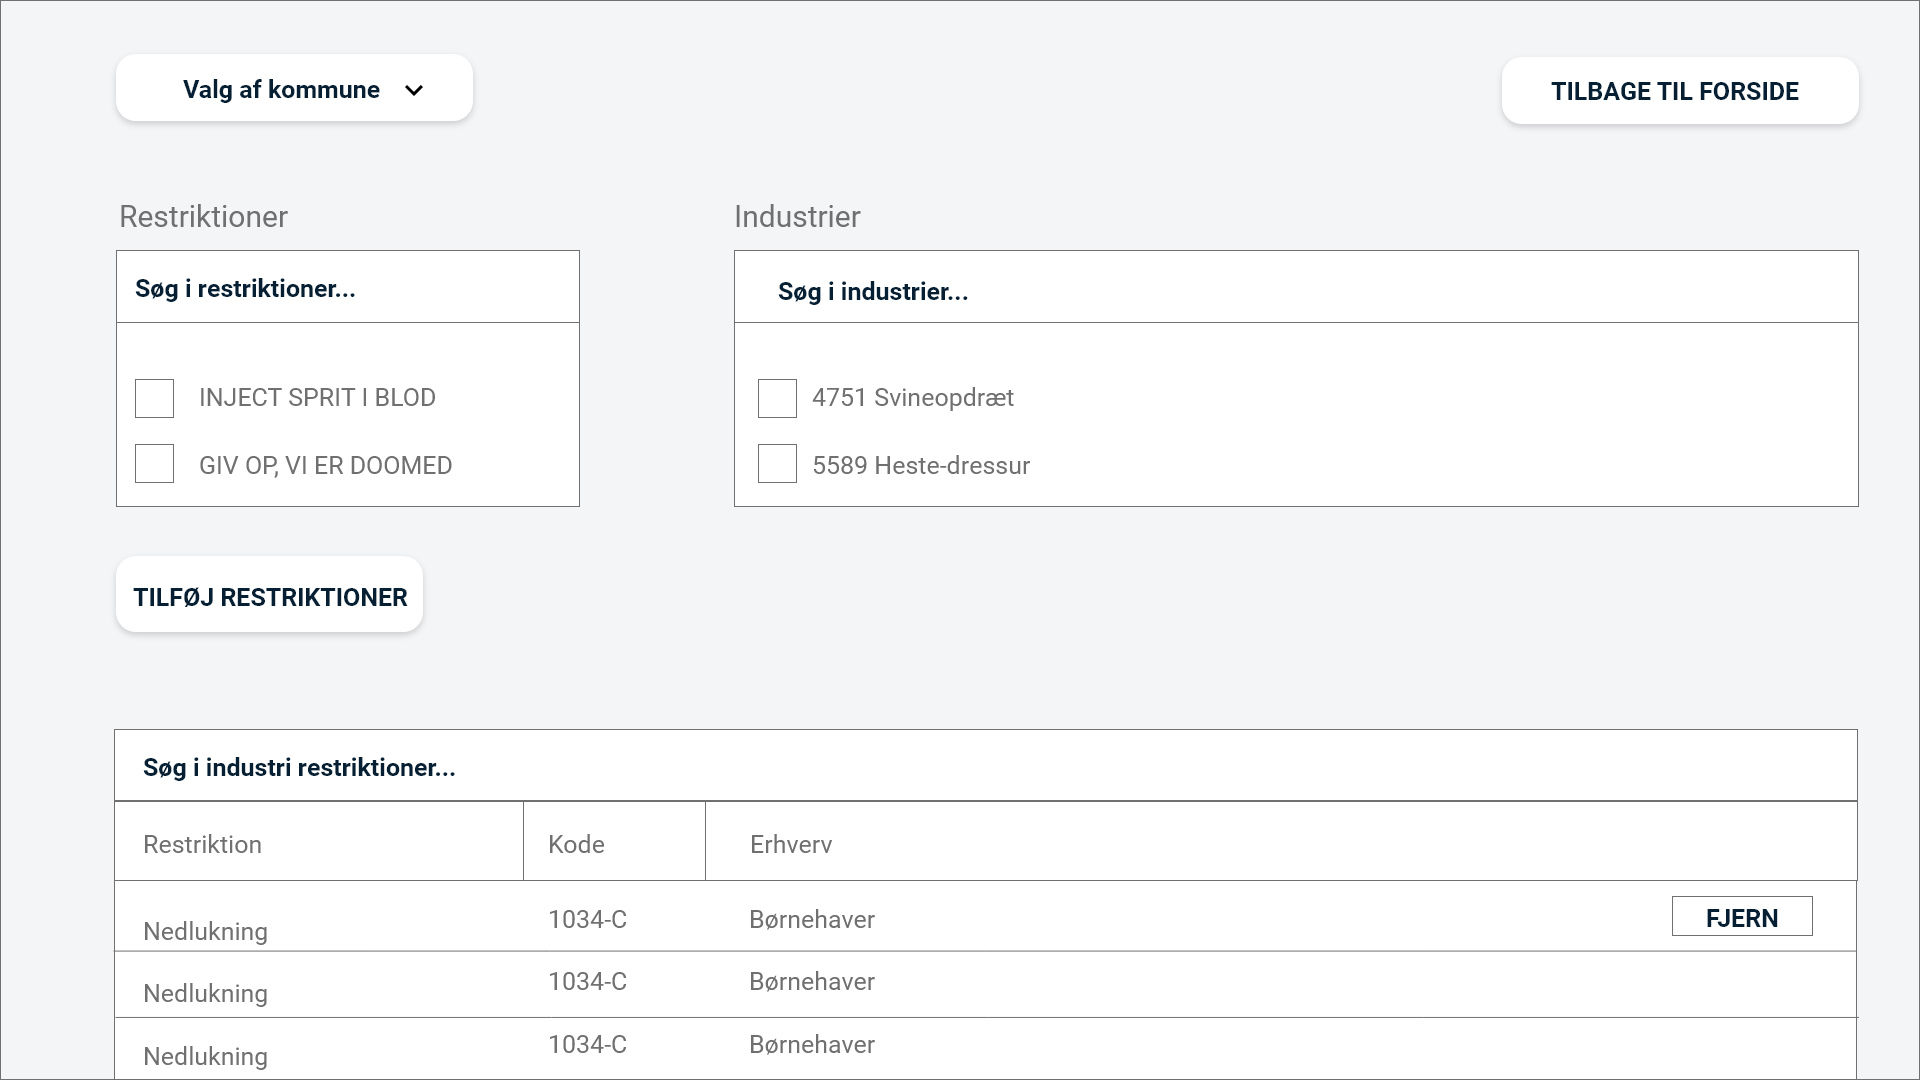 Valg af kommune
TILBAGE TIL FORSIDE
Restriktioner
Industrier
Søg i restriktioner...
Søg i industrier...
INJECT SPRIT I BLOD
4751 Svineopdræt
GIV OP, VI ER DOOMED
5589 Heste-dressur
TILFØJ RESTRIKTIONER
Søg i industri restriktioner...
Restriktion Kode Erhverv
Nedlukning 1034-C Børnehaver FJERN
Nedlukning 1034-C Børnehaver
Nedlukning 1034-C Børnehaver